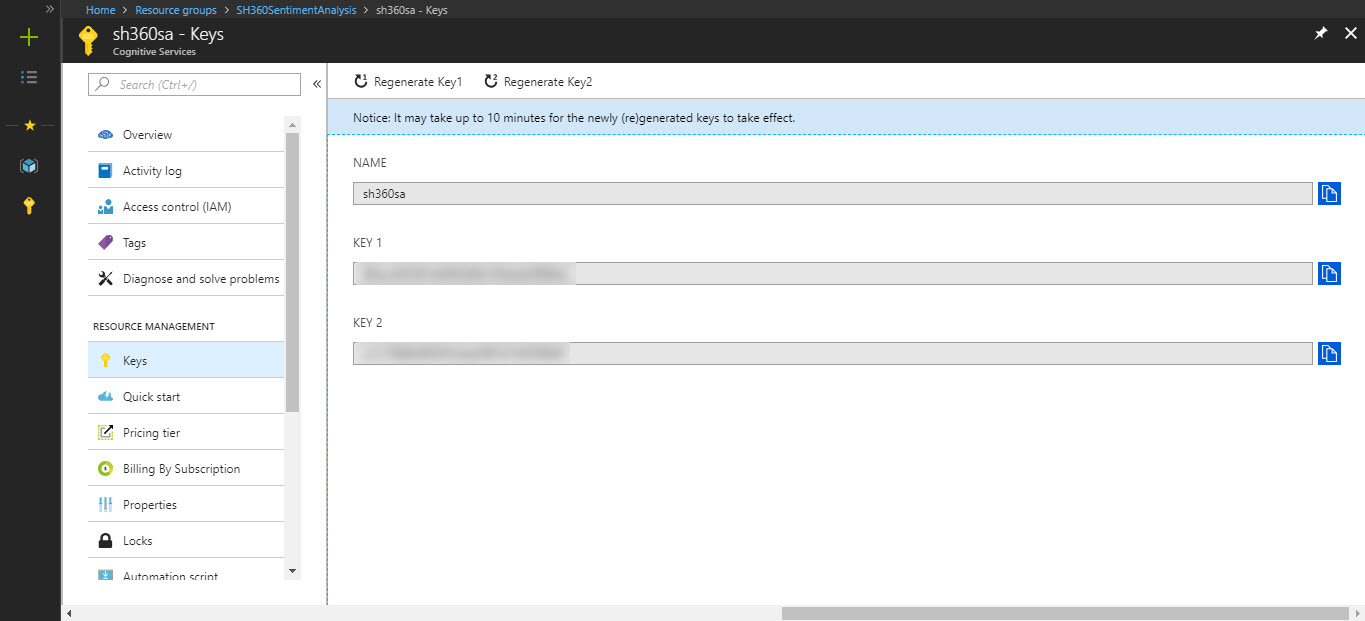 Home > Resource groups > SH360SentimentAnalysis > sh360sa - Keys
sh360sa - Keys
Cognitive Services
Search (Ctrl+/)
Overview
Activity log
Access control (IAM)
Tags
Diagnose and solve problems
RESOURCE MANAGEMENT
Keys
Quick start
Pricing tier
Billing By Subscription
Properties
Locks
Automation script
Regenerate Key1 Regenerate Key2
Notice: It may take up to 10 minutes for the newly (re)generated keys to take effect.
NAME
sh360sa
KEY 1
KEY 2